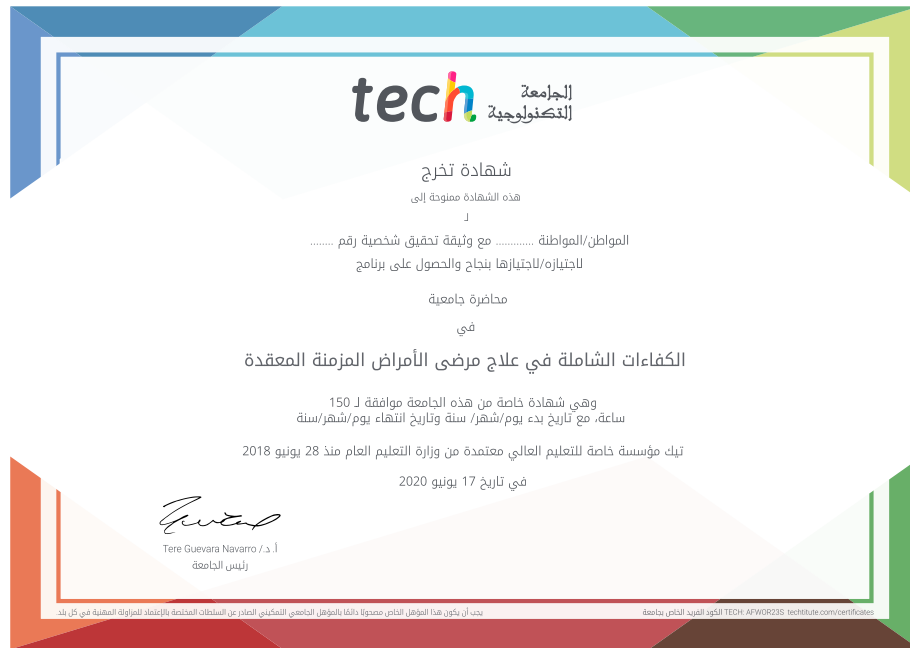 tech الجامعة
التكنولوجية
شهادة تخرج
هذه الشهادة ممنوحة إلى
لـ
المواطن/المواطنة ............ مع وثيقة تحقيق شخصية رقم ........
لاجتيازه/لاجتيازها بنجاح والحصول على برنامج
محاضرة جامعية
في
الكفاءات الشاملة في علاج مرضى الأمراض المزمنة المعقدة
وهي شهادة خاصة من هذه الجامعة موافقة لـ 150
ساعة، مع تاريخ بدء يوم/شهر/ سنة وتاريخ انتهاء يوم/شهر/سنة
تيك مؤسسة خاصة للتعليم العالي معتمدة من وزارة التعليم العام منذ 28 يونيو 2018
في تاريخ 17 يونيو 2020
أ. د./ Tere Guevara Navarro
رئيس الجامعة
يجب أن يكون هذا المؤهل الخاص مصحوبًا دائمًا بالمؤهل الجامعي التمكيني الصادر عن السلطات المختصة بالإعتماد للمزاولة المهنية في كل بلد.
الكود الفريد الخاص بجامعة TECH: AFWOR23S techtitute.com/certificates